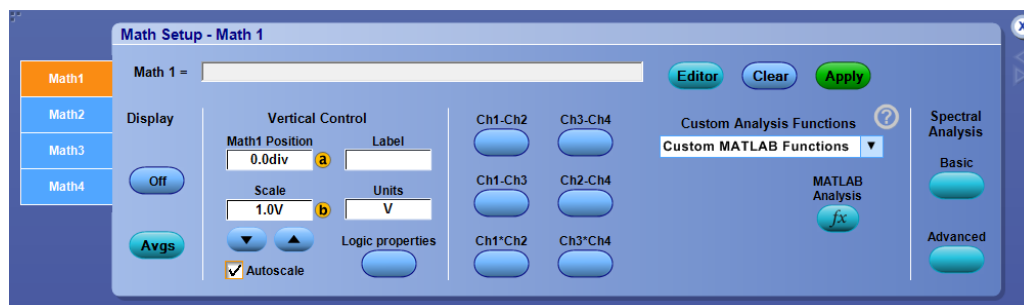 Math Setup - Math 1
Math1
Math2
Math3
Math4
Math 1 =
Editor
Clear
Apply
Display
Off
Avgs
Vertical Control
Math1 Position
Label
0.0div
a
Scale
Units
1.0V
b
V
Logic properties
Autoscale
Ch1-Ch2
Ch3-Ch4
Ch1-Ch3
Ch2-Ch4
Ch1*Ch2
Ch3*Ch4
Custom Analysis Functions
?
Custom MATLAB Functions
MATLAB
Analysis
fx
Spectral
Analysis
Basic
Advanced